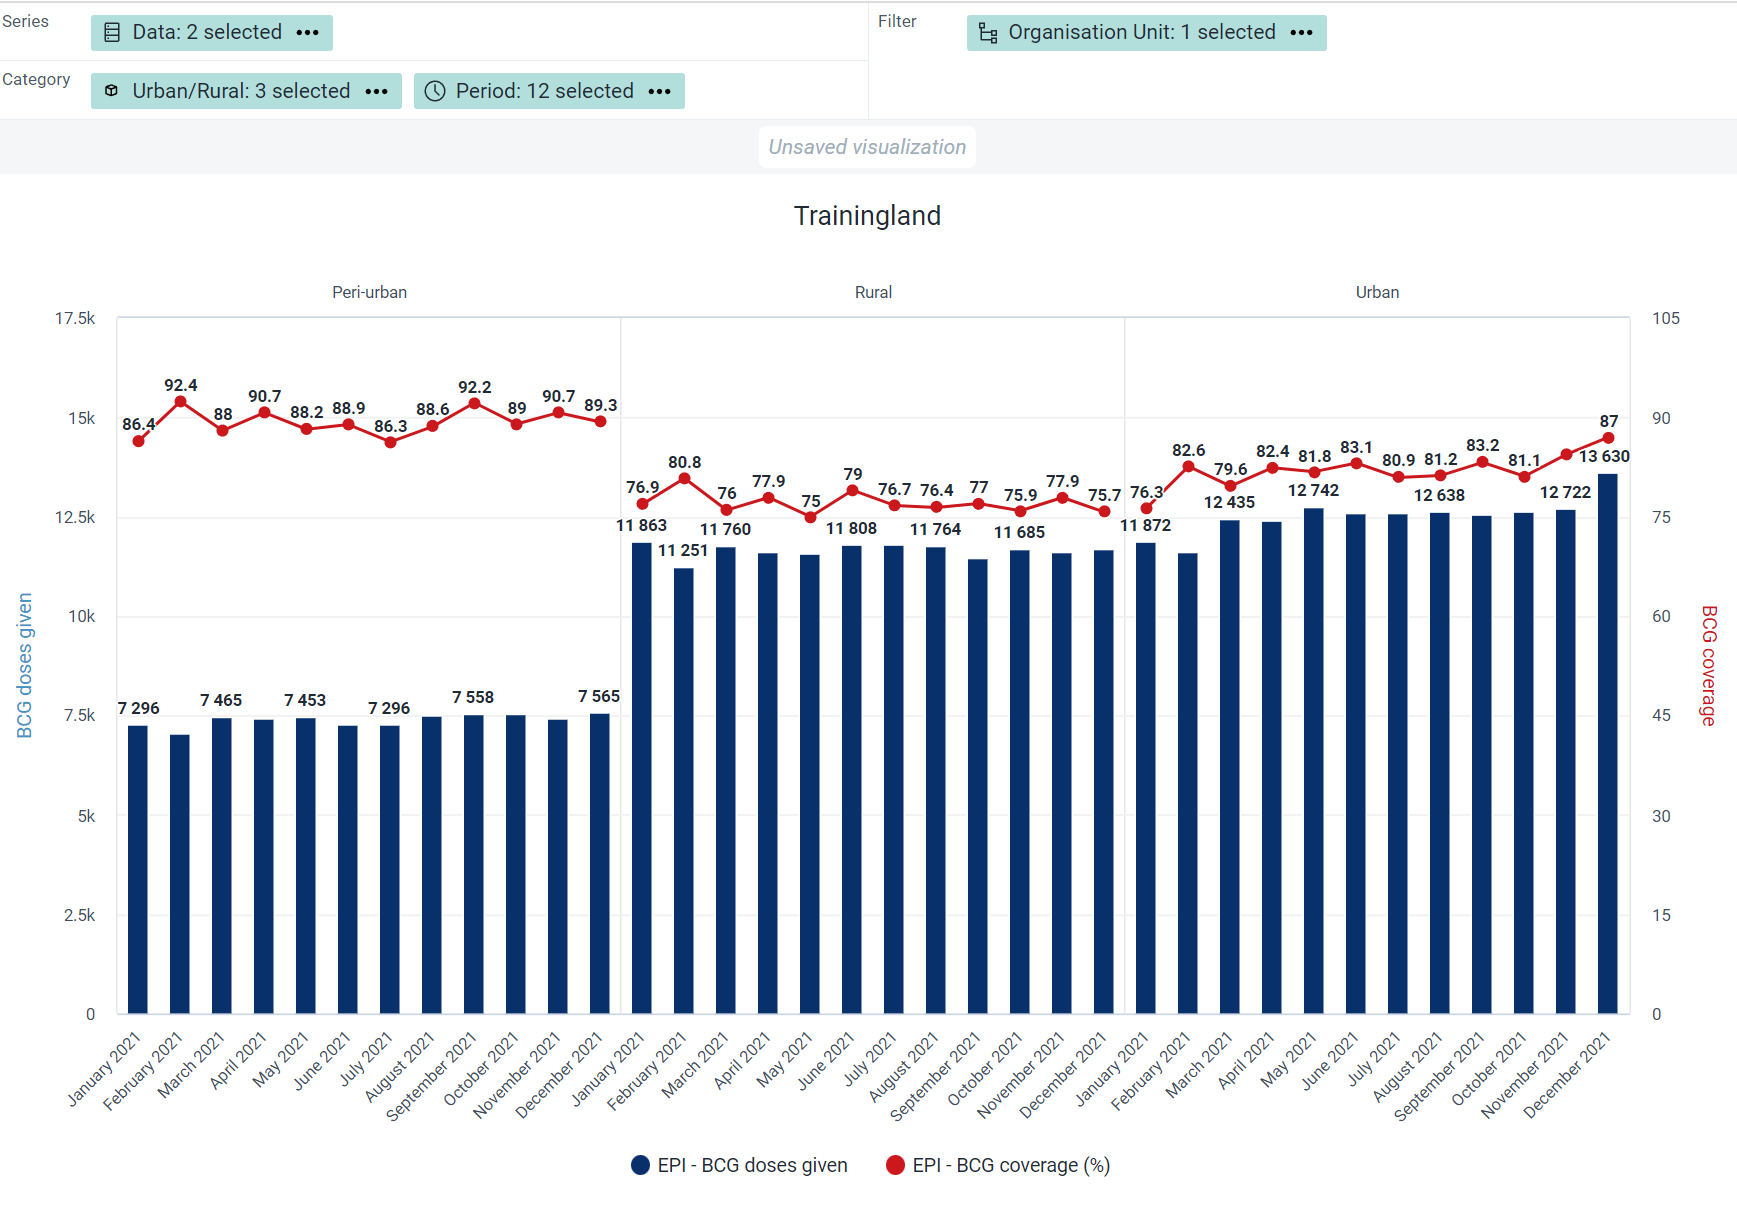 Series
Data: 2 selected
Filter
Organisation Unit: 1 selected
Category
Urban/Rural: 3 selected
Period: 12 selected
Unsaved visualization
Trainingland
Peri-urban
Rural
Urban
17.5k
15k
12.5k
10k
7.5k
5k
2.5k
0
BCG doses given
105
90
75
60
45
30
15
0
BCG coverage
86.4
92.4
88
90.7
88.2
88.9
86.3
88.6
92.2
89
90.7
89.3
76.9
80.8
76
77.9
75
79
76.7
76.4
77
75.9
77.9
75.7
76.3
82.6
79.6
82.4
81.8
83.1
80.9
81.2
83.2
81.1
87
7 296
7 465
7 453
7 296
7 558
7 565
11 863
11 251
11 760
11 808
11 764
11 685
11 872
12 435
12 742
12 638
12 722
13 630
January 2021
February 2021
March 2021
April 2021
May 2021
June 2021
July 2021
August 2021
September 2021
October 2021
November 2021
December 2021
January 2021
February 2021
March 2021
April 2021
May 2021
June 2021
July 2021
August 2021
September 2021
October 2021
November 2021
December 2021
January 2021
February 2021
March 2021
April 2021
May 2021
June 2021
July 2021
August 2021
September 2021
October 2021
November 2021
December 2021
EPI - BCG doses given
EPI - BCG coverage (%)